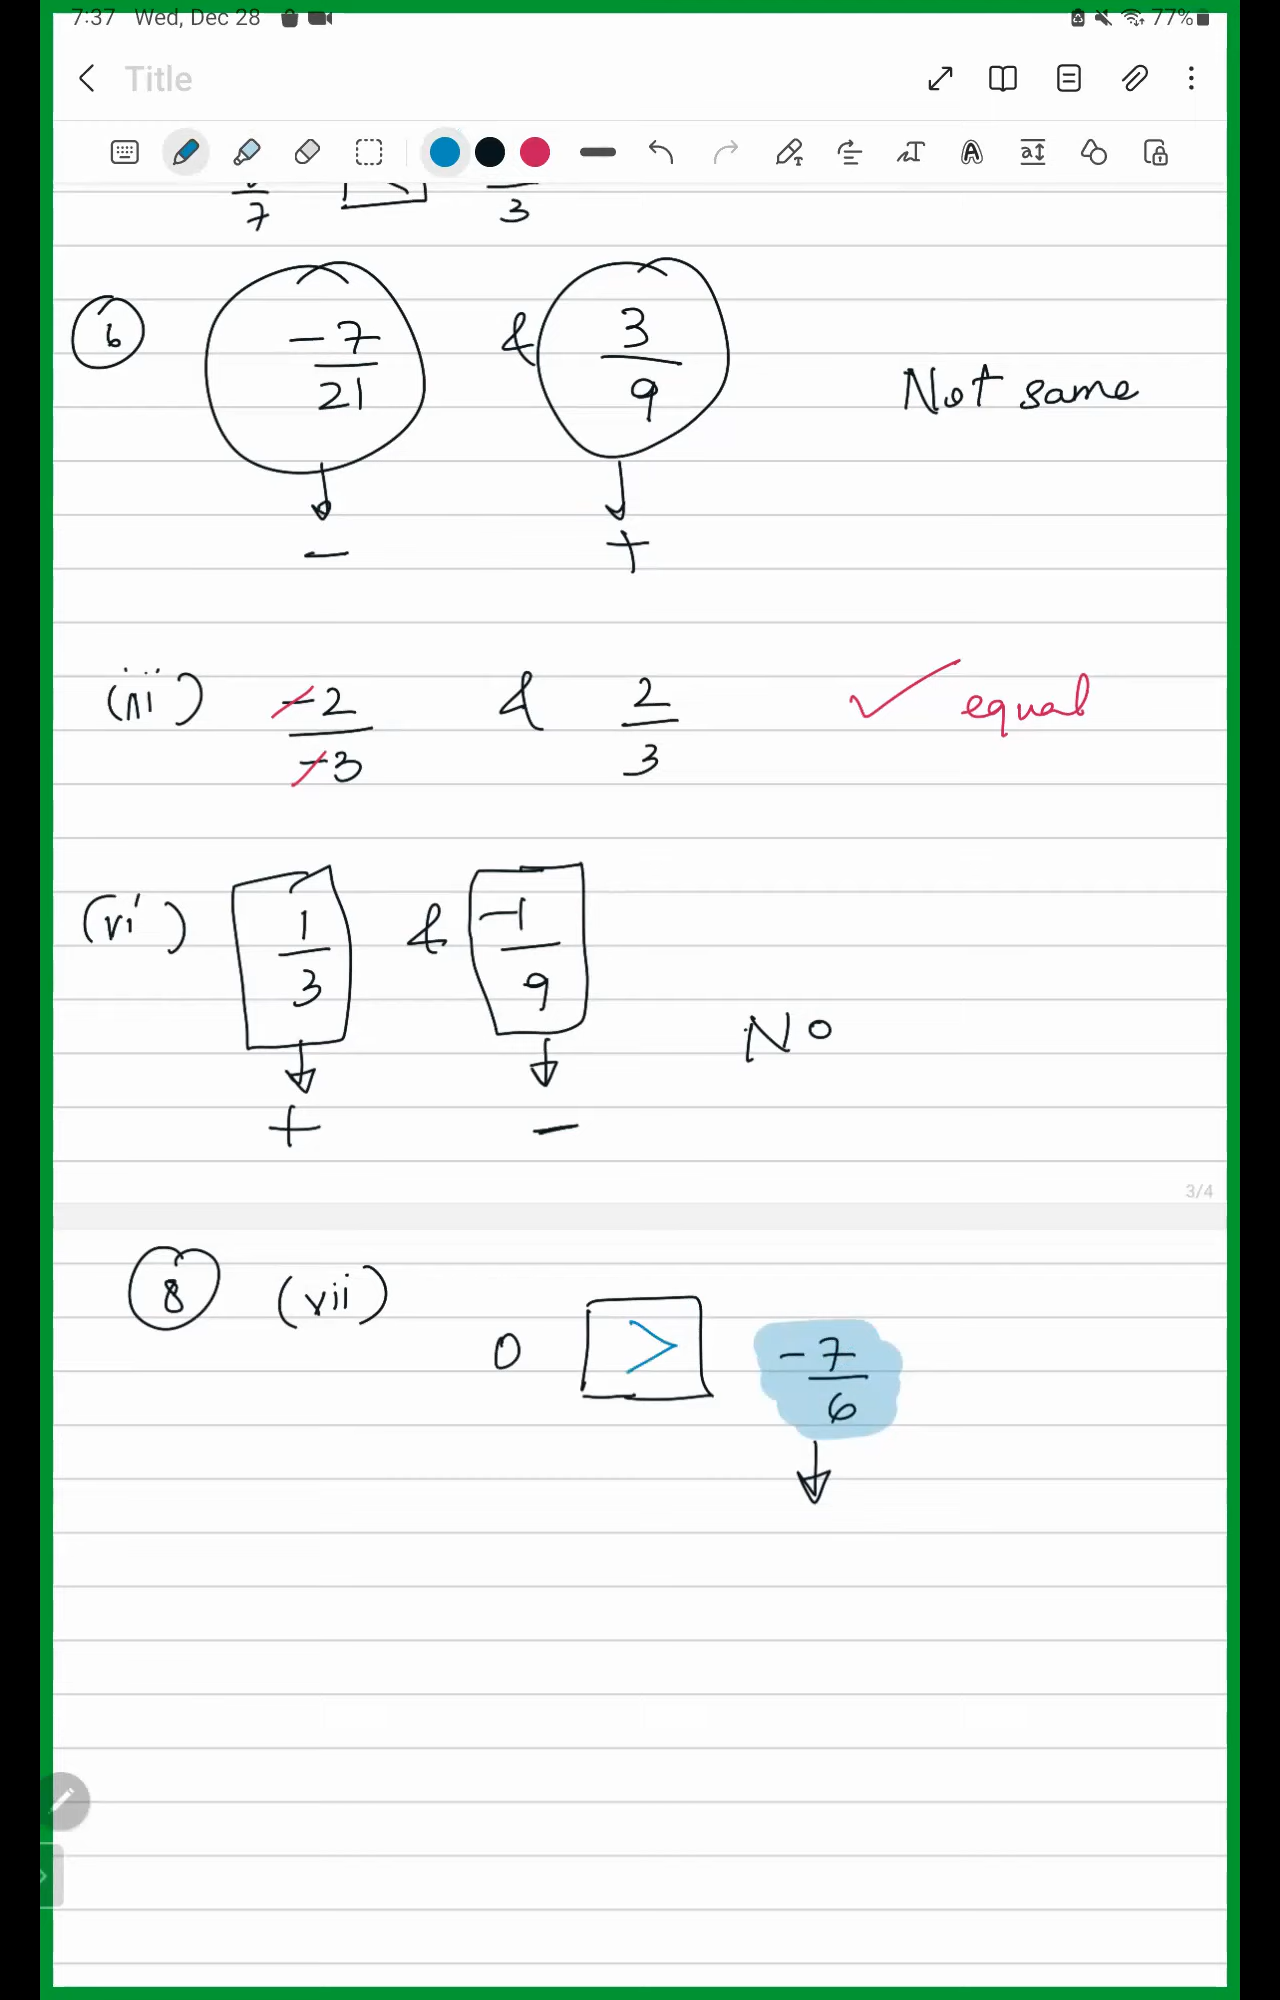 7:37 Wed, Dec 28 77%
Title
7 3
6 -7/21 & 3/9 Not same
- +
(iii) -2/-3 & 2/3 ✓ equal
(vi) 1/3 & -1/9
No
+ -
3/4
8 (vii) 0 > -7/6